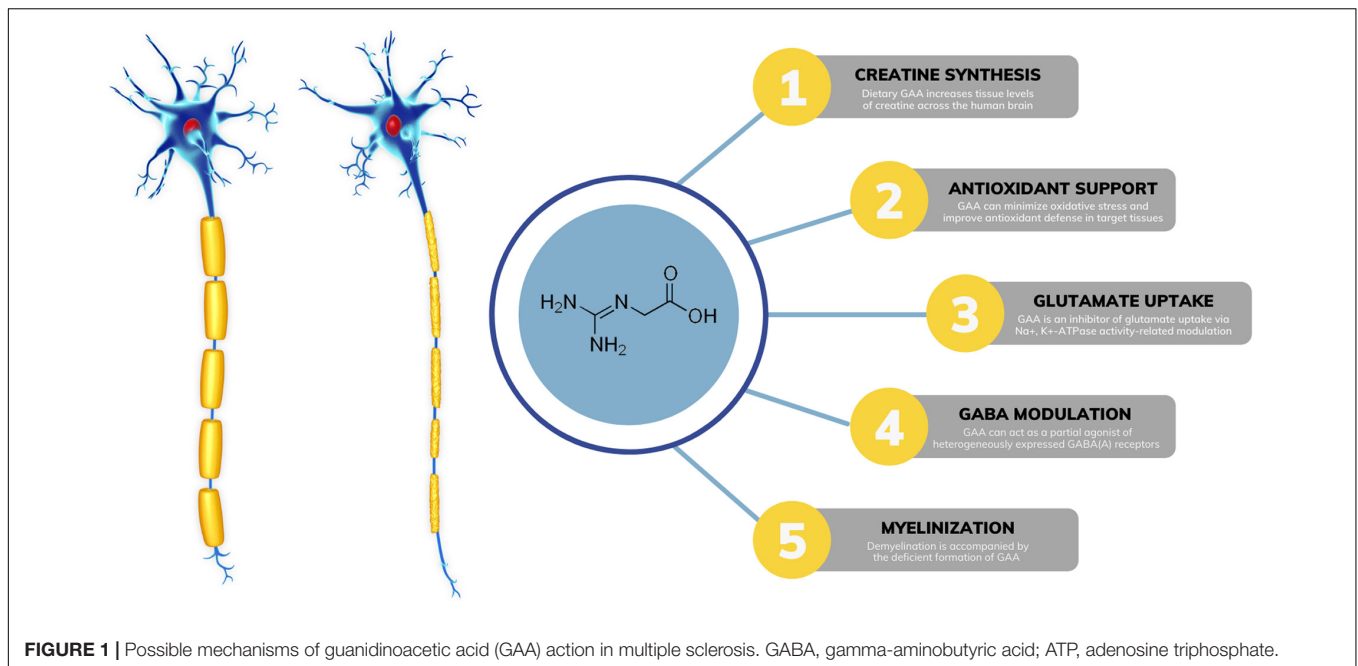 1
CREATINE SYNTHESIS
Dietary GAA increases tissue levels
of creatine across the human brain
2
ANTIOXIDANT SUPPORT
GAA can minimize oxidative stress and
improve antioxidant defense in target tissues
3
GLUTAMATE UPTAKE
GAA is an inhibitor of glutamate uptake via
Na+, K+-ATPase activity-related modulation
4
GABA MODULATION
GAA can act as a partial agonist of
heterogeneously expressed GABA(A) receptors
5
MYELINIZATION
Demyelination is accompanied by
the deficient formation of GAA
O
H₂N
N
OH
NH₂
FIGURE 1 | Possible mechanisms of guanidinoacetic acid (GAA) action in multiple sclerosis. GABA, gamma-aminobutyric acid; ATP, adenosine triphosphate.